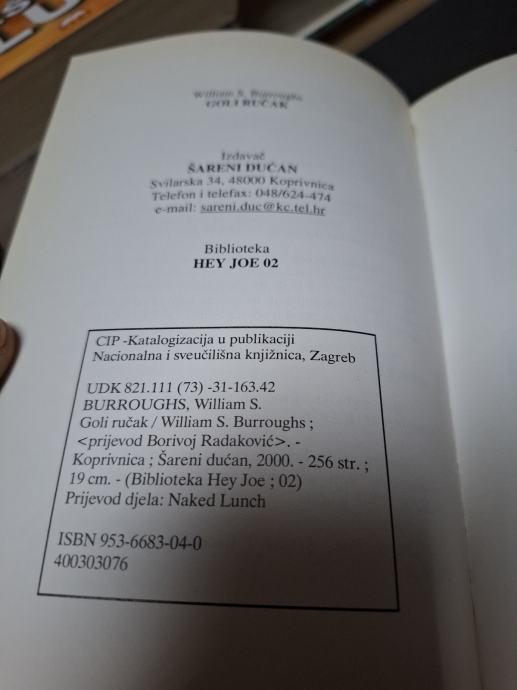 William S. Burroughs
GOLI RUČAK
Izdavač
ŠARENI DUĆAN
Svilarska 34, 48000 Koprivnica
Telefon i telefax: 048/624-474
e-mail: sareni.duc@kc.tel.hr
Biblioteka
HEY JOE 02
CIP -Katalogizacija u publikaciji
Nacionalna i sveučilišna knjižnica, Zagreb
UDK 821.111 (73) -31-163.42
BURROUGHS, William S.
Goli ručak / William S. Burroughs ;
<prijevod Borivoj Radaković>. -
Koprivnica ; Šareni dućan, 2000. - 256 str. ;
19 cm. - (Biblioteka Hey Joe ; 02)
Prijevod djela: Naked Lunch
ISBN 953-6683-04-0
400303076